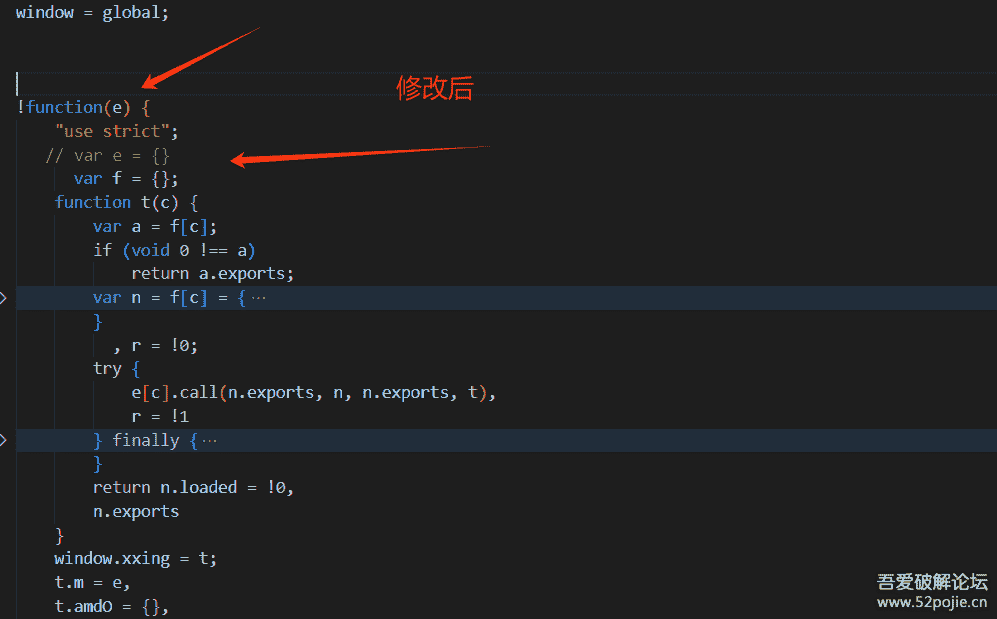 window = global;
修改后
!function(e) {
    "use strict";
   // var e = {}
      var f = {};
    function t(c) {
        var a = f[c];
        if (void 0 !== a)
            return a.exports;
        var n = f[c] = { ···
        }
          , r = !0;
        try {
            e[c].call(n.exports, n, n.exports, t),
            r = !1
        } finally { ···
        }
        return n.loaded = !0,
        n.exports
    }
    window.xxing = t;
    t.m = e,
    t.amdO = {},
吾爱破解论坛
www.52pojie.cn